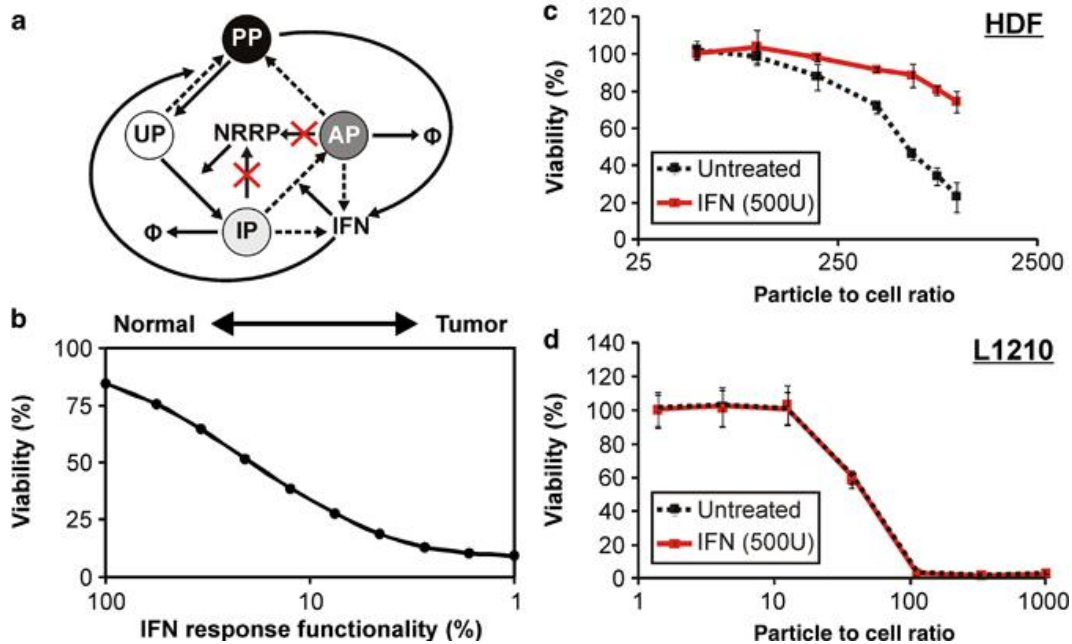 a
PP
UP
NRRP
AP
Φ
Φ
IP
IFN
b
Normal
Tumor
100
75
50
25
0
Viability (%)
100
10
1
IFN response functionality (%)
c
HDF
120
100
80
60
40
20
0
Viability (%)
Untreated
IFN (500U)
25
250
2500
Particle to cell ratio
d
L1210
140
120
100
80
60
40
20
0
Viability (%)
Untreated
IFN (500U)
1
10
100
1000
Particle to cell ratio